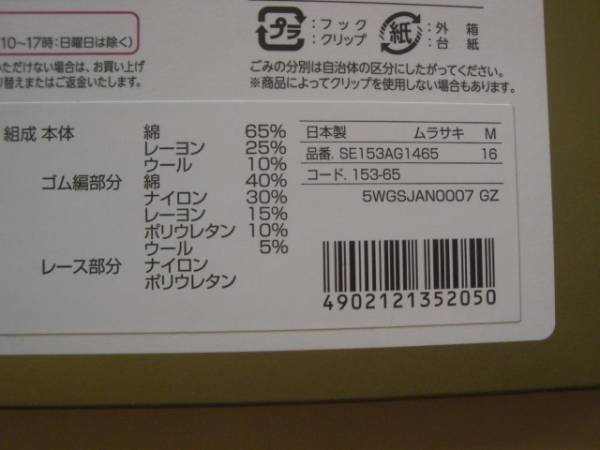 10〜17時:日曜日は除く)
ただけない場合は、お買い上げ
り替えまたはご返金いたします。
プラ :フック
:クリップ
紙 :外箱
:台紙
ごみの分別は自治体の区分にしたがってください。
※商品によってクリップを使用しない場合もあります。
組成 本体 綿 65%
レーヨン 25%
ウール 10%
ゴム編部分 綿 40%
ナイロン 30%
レーヨン 15%
ポリウレタン 10%
ウール 5%
レース部分 ナイロン
ポリウレタン
日本製 ムラサキ M
品番. SE153AG1465 16
コード. 153-65
5WGSJAN0007 GZ
4902121352050